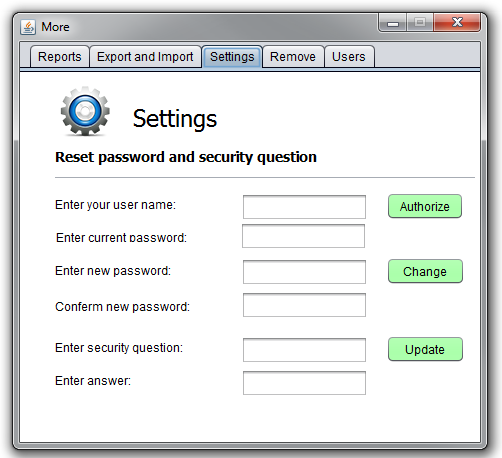 More
Reports Export and Import Settings Remove Users
Settings
Reset password and security question
Enter your user name: Authorize
Enter current password:
Enter new password: Change
Conferm new password:
Enter security question: Update
Enter answer: